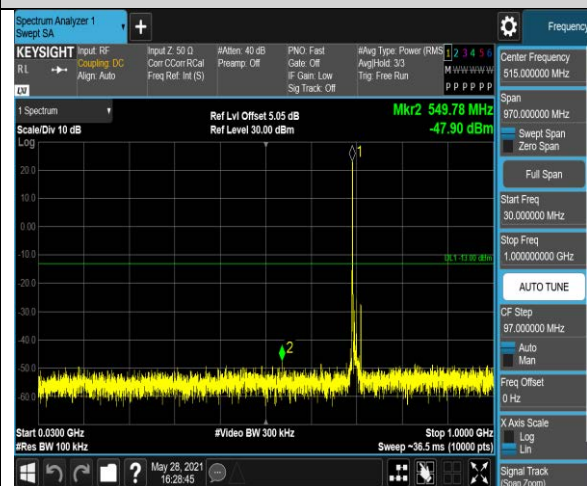 Spectrum Analyzer 1
Swept SA
+
Frequency
KEYSIGHT
RL
LXI
Input: RF
Coupling: DC
Align: Auto
Input Z: 50 Ω
Corr CCorr RCal
Freq Ref: Int (S)
#Atten: 40 dB
Preamp: Off
PNO: Fast
Gate: Off
IF Gain: Low
Sig Track: Off
#Avg Type: Power (RMS
Avg|Hold: 3/3
Trig: Free Run
1 2 3 4 5 6
M W W W W W
P P P P P P
1 Spectrum
Scale/Div 10 dB
Log
Ref Lvl Offset 5.05 dB
Ref Level 30.00 dBm
Mkr2 549.78 MHz
-47.90 dBm
1
20.0
10.0
0.00
-10.0
DL1 -13.00 dBm
-20.0
-30.0
-40.0
2
-50.0
-60.0
Start 0.0300 GHz
#Res BW 100 kHz
#Video BW 300 kHz
Stop 1.0000 GHz
Sweep ~36.5 ms (10000 pts)
Center Frequency
515.000000 MHz
Span
970.000000 MHz
Swept Span
Zero Span
Full Span
Start Freq
30.000000 MHz
Stop Freq
1.000000000 GHz
AUTO TUNE
CF Step
97.000000 MHz
Auto
Man
Freq Offset
0 Hz
X Axis Scale
Log
Lin
Signal Track
(Span Zoom)
?
May 28, 2021
16:28:45